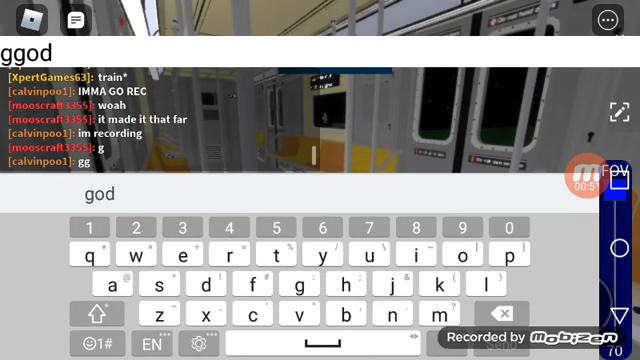 ggod
[XpertGames63]: train*
[calvinpoo1]: IMMA GO REC
[mooscraft3355]: woah
[mooscraft3355]: it made it that far
[calvinpoo1]: im recording
[mooscraft3355]: g
[calvinpoo1]: gg
FOV
00:51
god
1 2 3 4 5 6 7 8 9 0
q w e r t y u i o p
a s d f g h j k l
z x c v b n m
!#1 EN
Send
Recorded by Mobizen
70